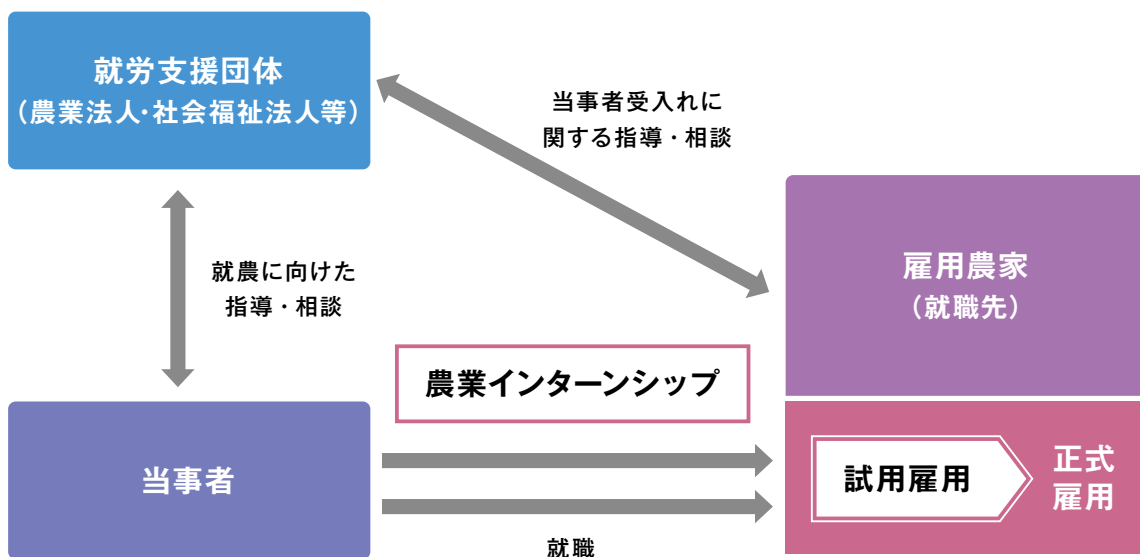 就労支援団体
（農業法人・社会福祉法人等）
当事者受入れに
関する指導・相談
雇用農家
（就職先）
就農に向けた
指導・相談
農業インターンシップ
当事者
試用雇用
正式
雇用
就職